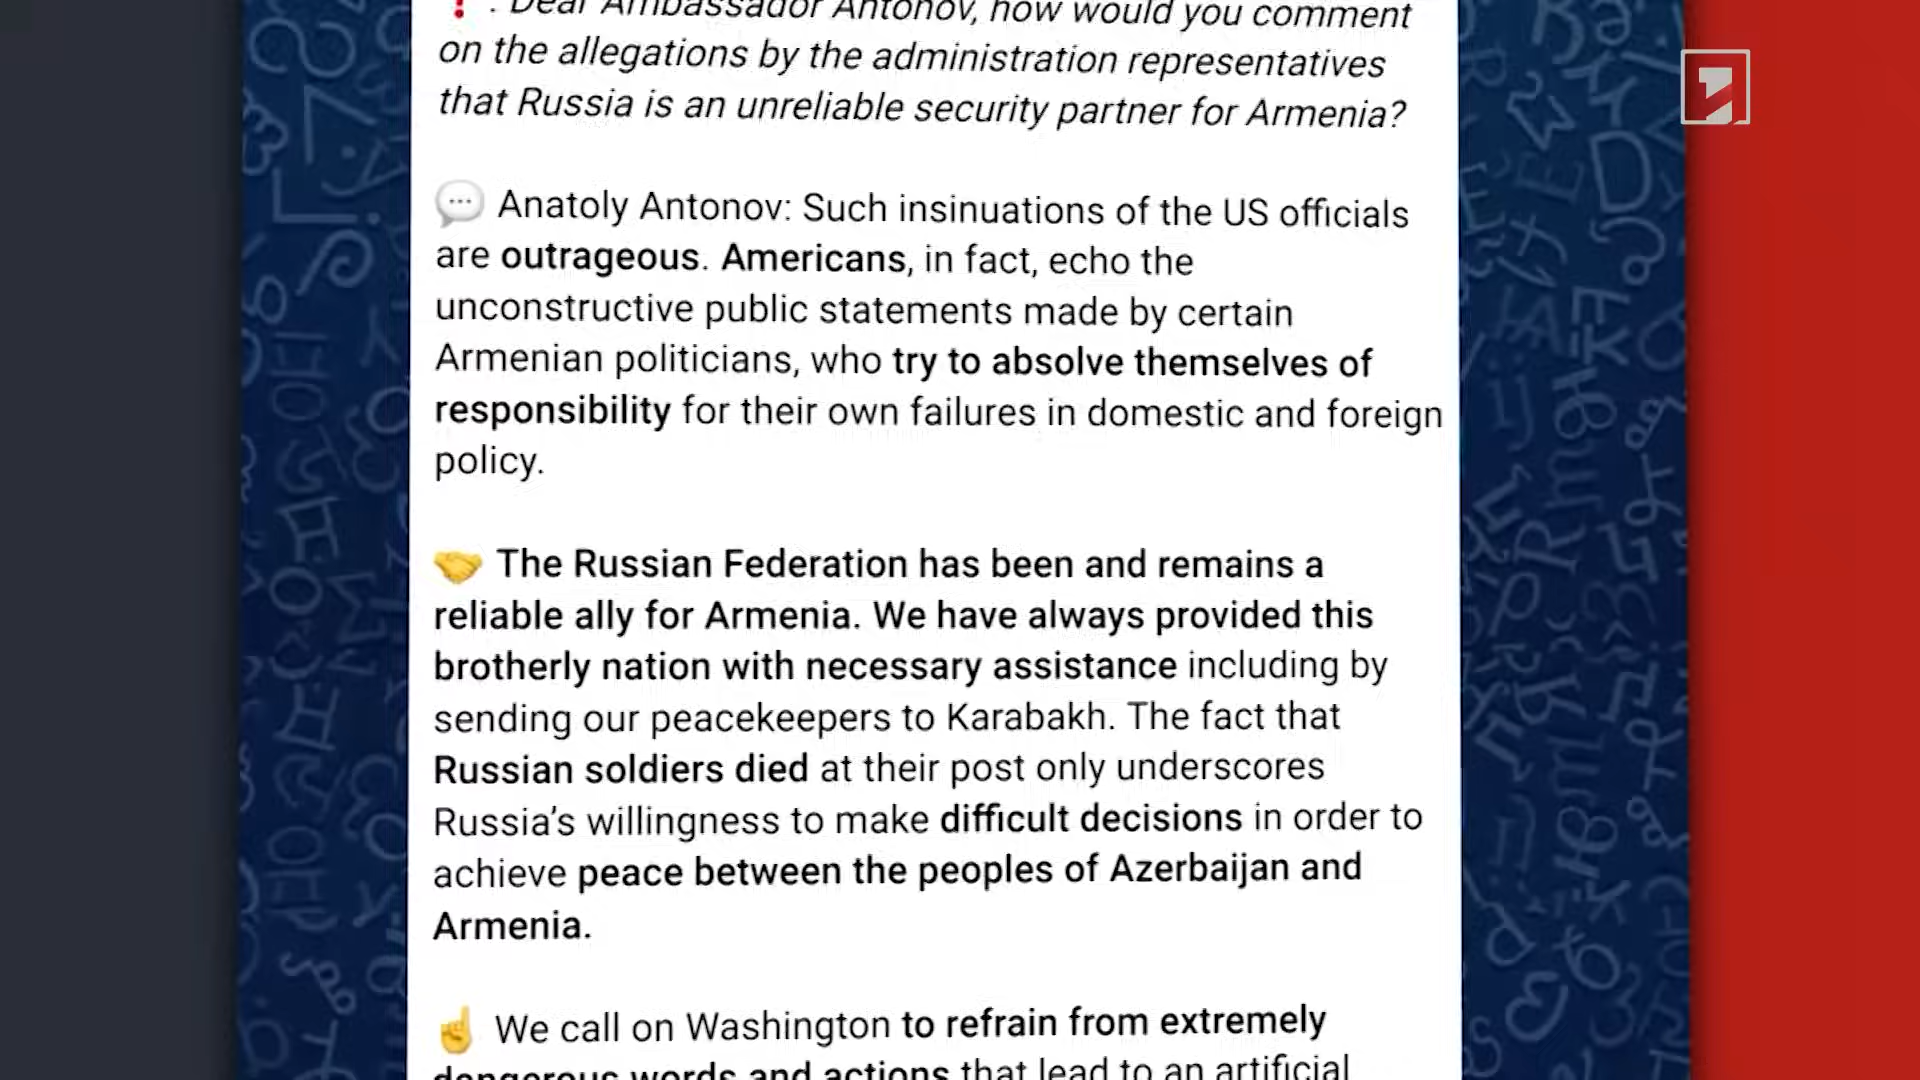 : Dear Ambassador Antonov, how would you comment
on the allegations by the administration representatives
that Russia is an unreliable security partner for Armenia?
Anatoly Antonov: Such insinuations of the US officials
are outrageous. Americans, in fact, echo the
unconstructive public statements made by certain
Armenian politicians, who try to absolve themselves of
responsibility for their own failures in domestic and foreign
policy.
The Russian Federation has been and remains a
reliable ally for Armenia. We have always provided this
brotherly nation with necessary assistance including by
sending our peacekeepers to Karabakh. The fact that
Russian soldiers died at their post only underscores
Russia's willingness to make difficult decisions in order to
achieve peace between the peoples of Azerbaijan and
Armenia.
We call on Washington to refrain from extremely
dangerous words and actions that lead to an artificial